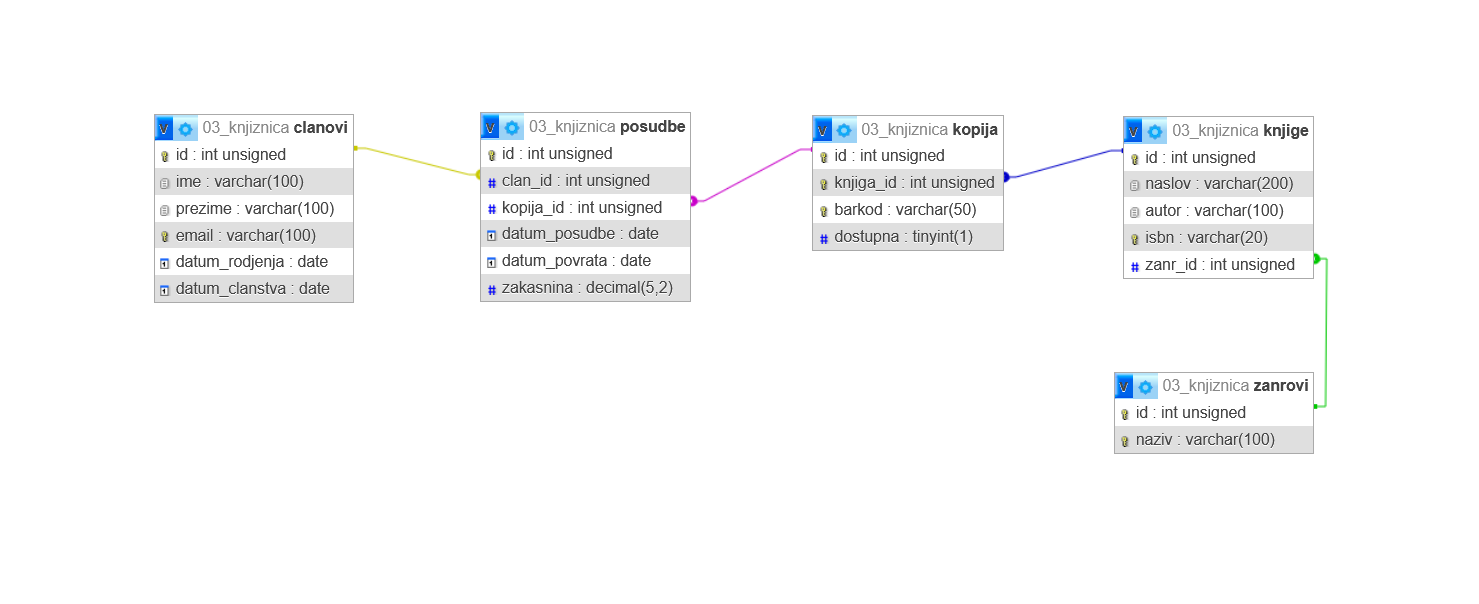 03_knjiznica clanovi
id : int unsigned
ime : varchar(100)
prezime : varchar(100)
email : varchar(100)
datum_rodjenja : date
datum_clanstva : date
03_knjiznica posudbe
id : int unsigned
clan_id : int unsigned
kopija_id : int unsigned
datum_posudbe : date
datum_povrata : date
zakasnina : decimal(5,2)
03_knjiznica kopija
id : int unsigned
knjiga_id : int unsigned
barkod : varchar(50)
dostupna : tinyint(1)
03_knjiznica knjige
id : int unsigned
naslov : varchar(200)
autor : varchar(100)
isbn : varchar(20)
zanr_id : int unsigned
03_knjiznica zanrovi
id : int unsigned
naziv : varchar(100)